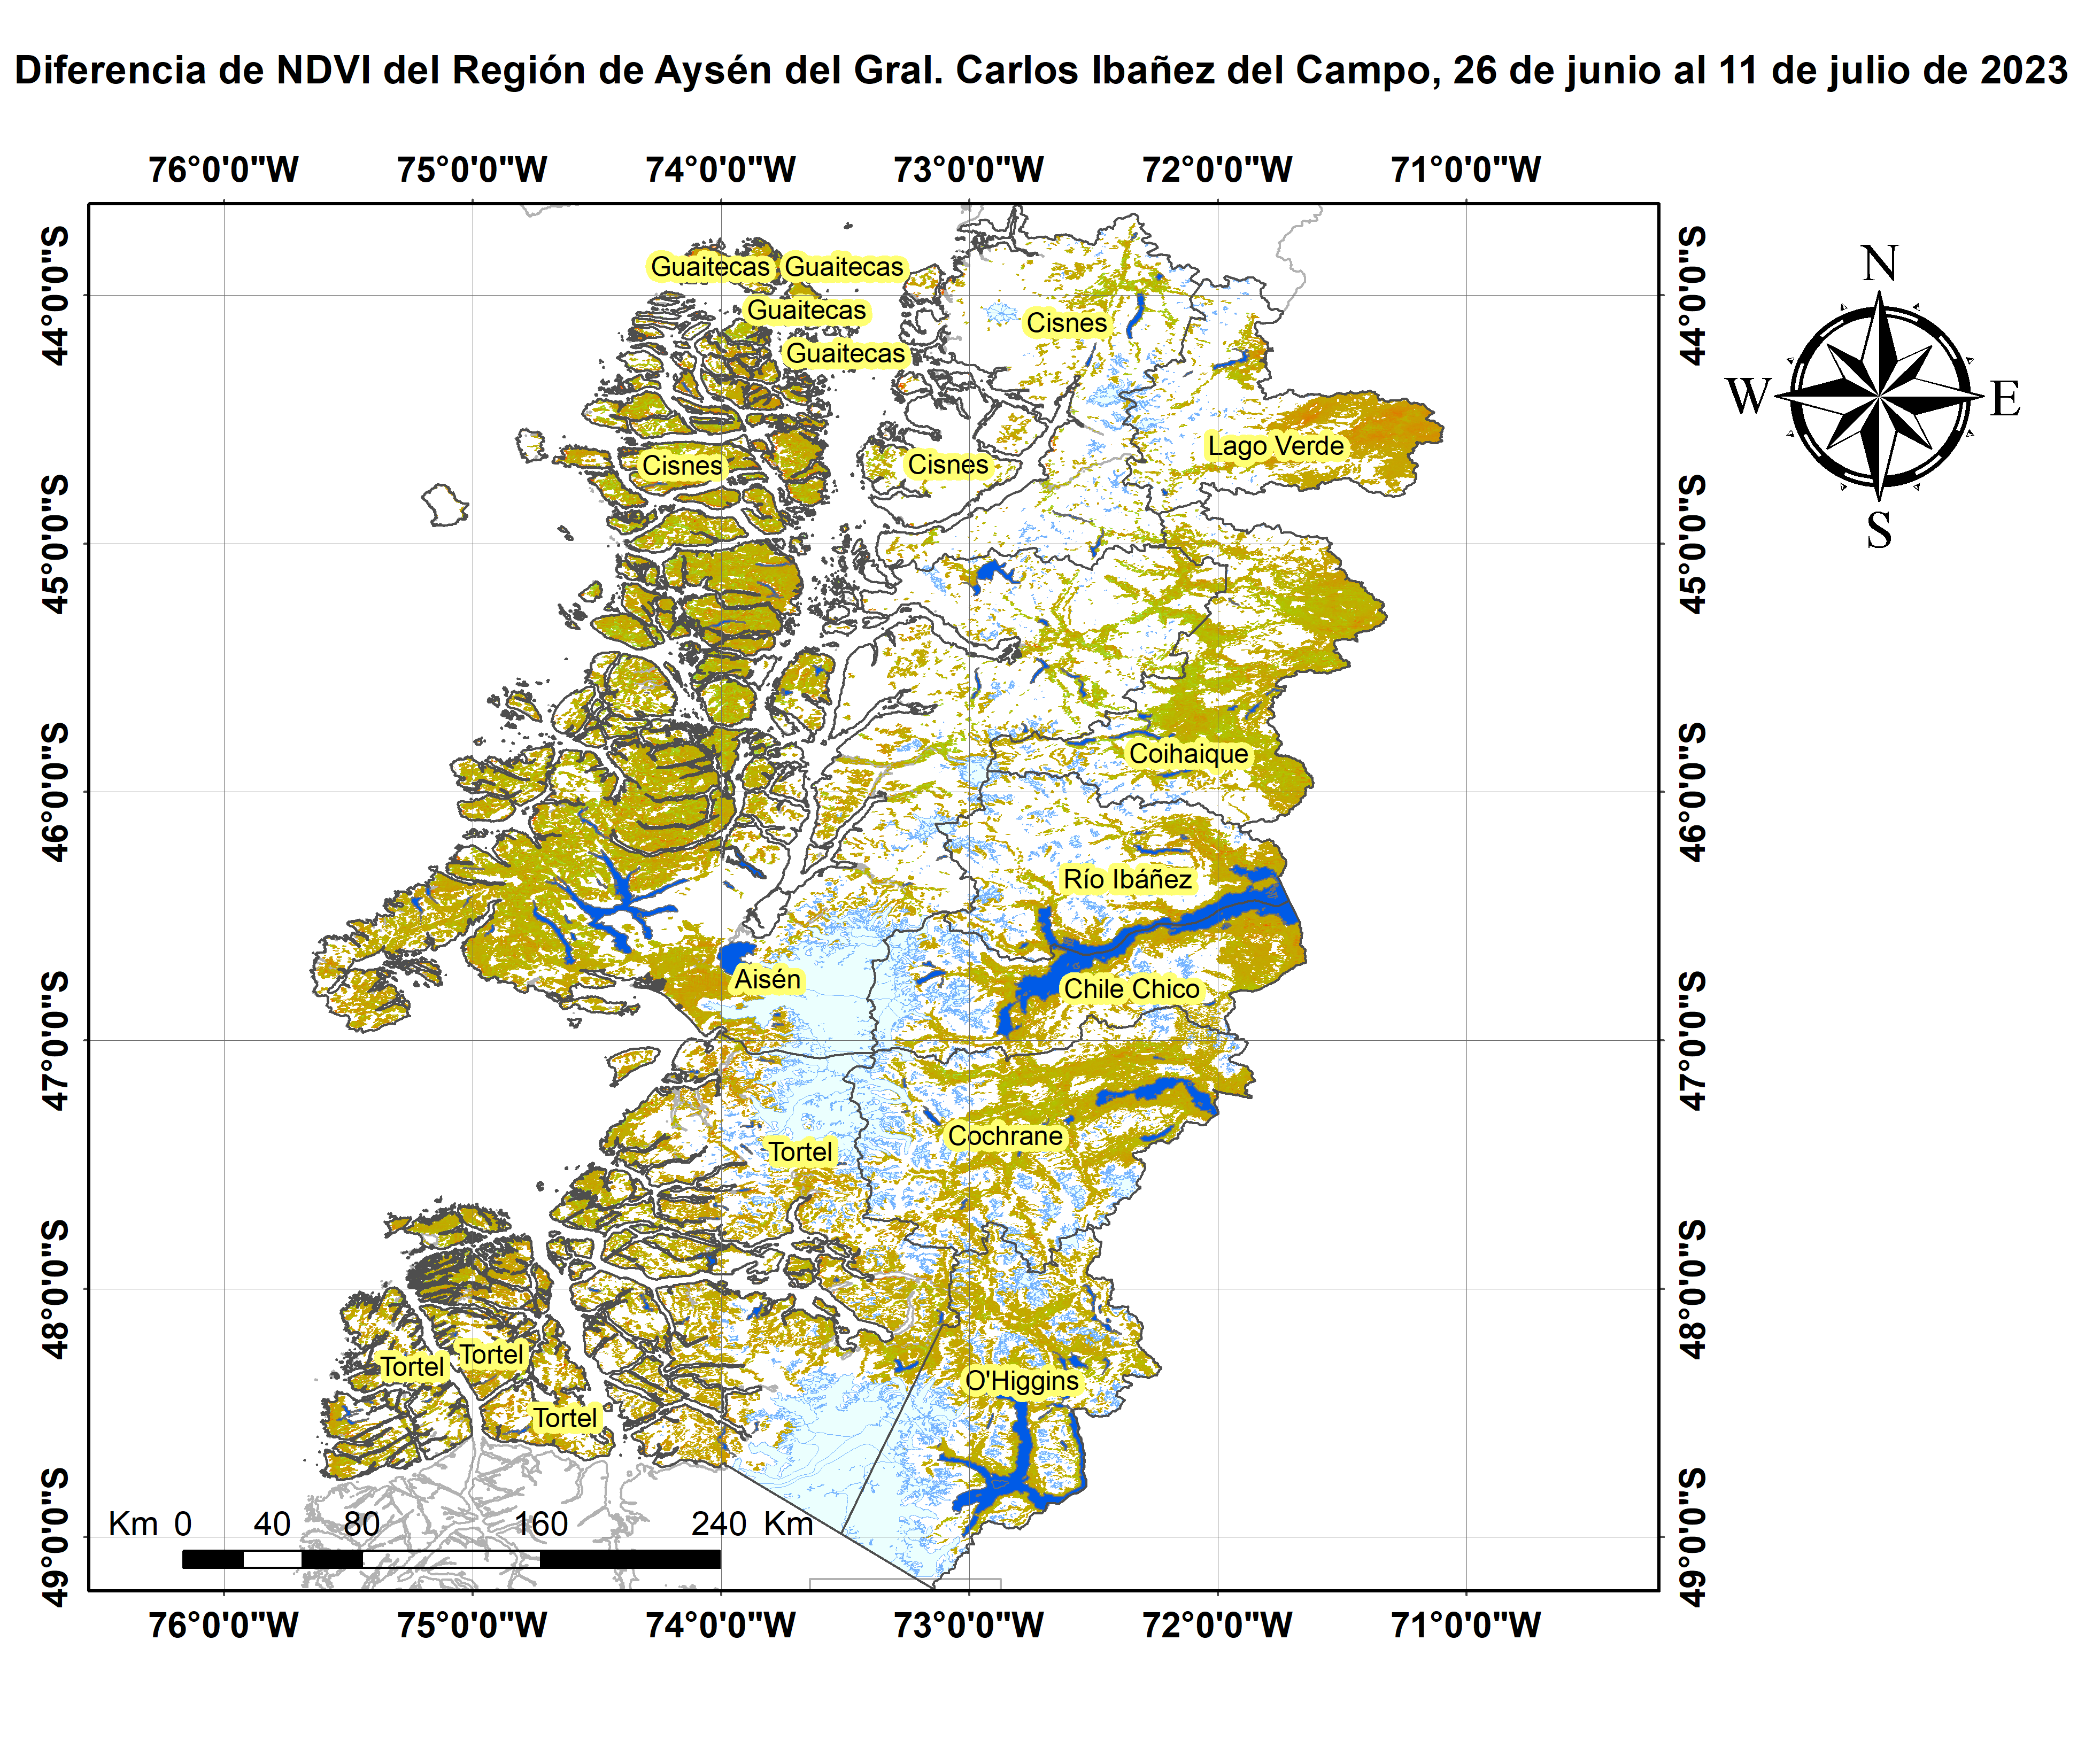 Diferencia de NDVI del Región de Aysén del Gral. Carlos Ibañez del Campo, 26 de junio al 11 de julio de 2023
76°0'0"W 75°0'0"W 74°0'0"W 73°0'0"W 72°0'0"W 71°0'0"W
44°0'0"S
45°0'0"S
46°0'0"S
47°0'0"S
48°0'0"S
49°0'0"S
Guaitecas Guaitecas
Guaitecas
Cisnes
Guaitecas
Lago Verde
Cisnes
Cisnes
Coihaique
Río Ibáñez
Aisén
Chile Chico
Cochrane
Tortel
Tortel
Tortel
O'Higgins
Tortel
Km 0 40 80 160 240 Km
44°0'0"S
45°0'0"S
46°0'0"S
47°0'0"S
48°0'0"S
49°0'0"S
76°0'0"W 75°0'0"W 74°0'0"W 73°0'0"W 72°0'0"W 71°0'0"W
N
W E
S